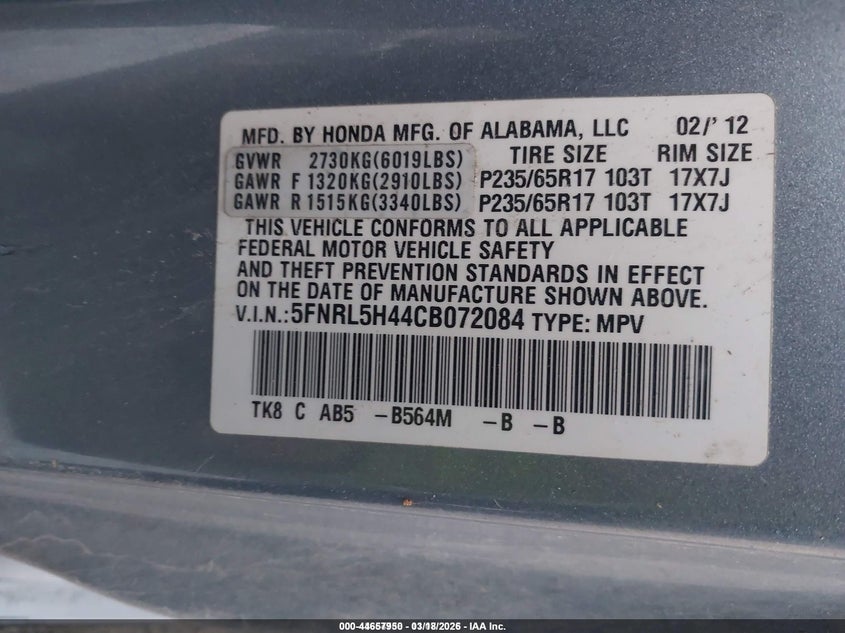 MFD. BY HONDA MFG. OF ALABAMA, LLC 02/' 12
GVWR 2730KG(6019LBS) TIRE SIZE RIM SIZE
GAWR F 1320KG(2910LBS) P235/65R17 103T 17X7J
GAWR R 1515KG(3340LBS) P235/65R17 103T 17X7J
THIS VEHICLE CONFORMS TO ALL APPLICABLE
FEDERAL MOTOR VEHICLE SAFETY
AND THEFT PREVENTION STANDARDS IN EFFECT
ON THE DATE OF MANUFACTURE SHOWN ABOVE.
V.I.N.:5FNRL5H44CB072084 TYPE: MPV
TK8 C AB5 -B564M -B -B
03/18/2026 - IAA Inc.